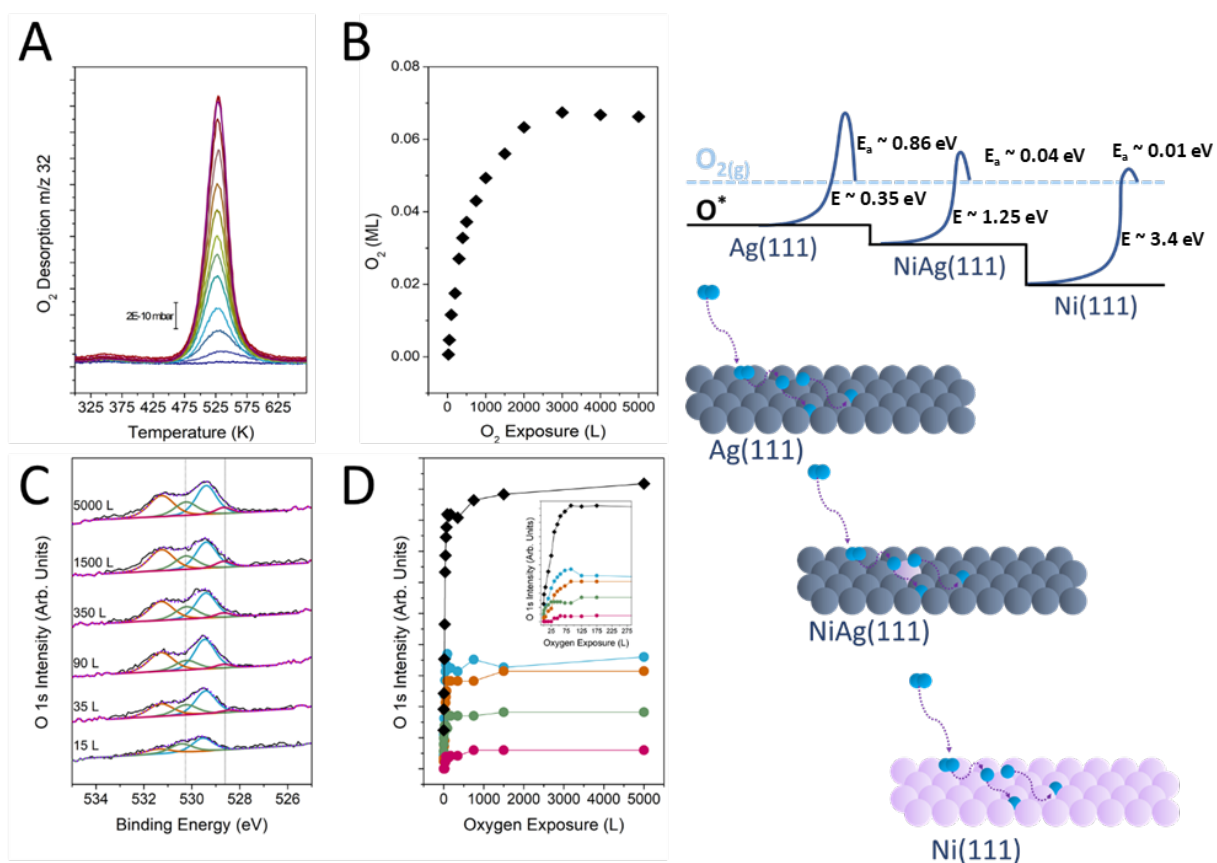 A
O₂ Desorption m/z 32
2E-10 mbar
325 375 425 475 525 575 625
Temperature (K)
B
O₂ (ML)
0.08
0.06
0.04
0.02
0.00
0 1000 2000 3000 4000 5000
O₂ Exposure (L)
C
O 1s Intensity (Arb. Units)
5000 L
1500 L
350 L
90 L
35 L
15 L
534 532 530 528 526
Binding Energy (eV)
D
O 1s Intensity (Arb. Units)
O 1s Intensity (Arb. Units)
25 75 125 175 225 275
Oxygen Exposure (L)
0 1000 2000 3000 4000 5000
Oxygen Exposure (L)
Eₐ ~ 0.86 eV
Eₐ ~ 0.04 eV
Eₐ ~ 0.01 eV
O₂(g)
O*
E ~ 0.35 eV
E ~ 1.25 eV
E ~ 3.4 eV
Ag(111)
NiAg(111)
Ni(111)
Ag(111)
NiAg(111)
Ni(111)